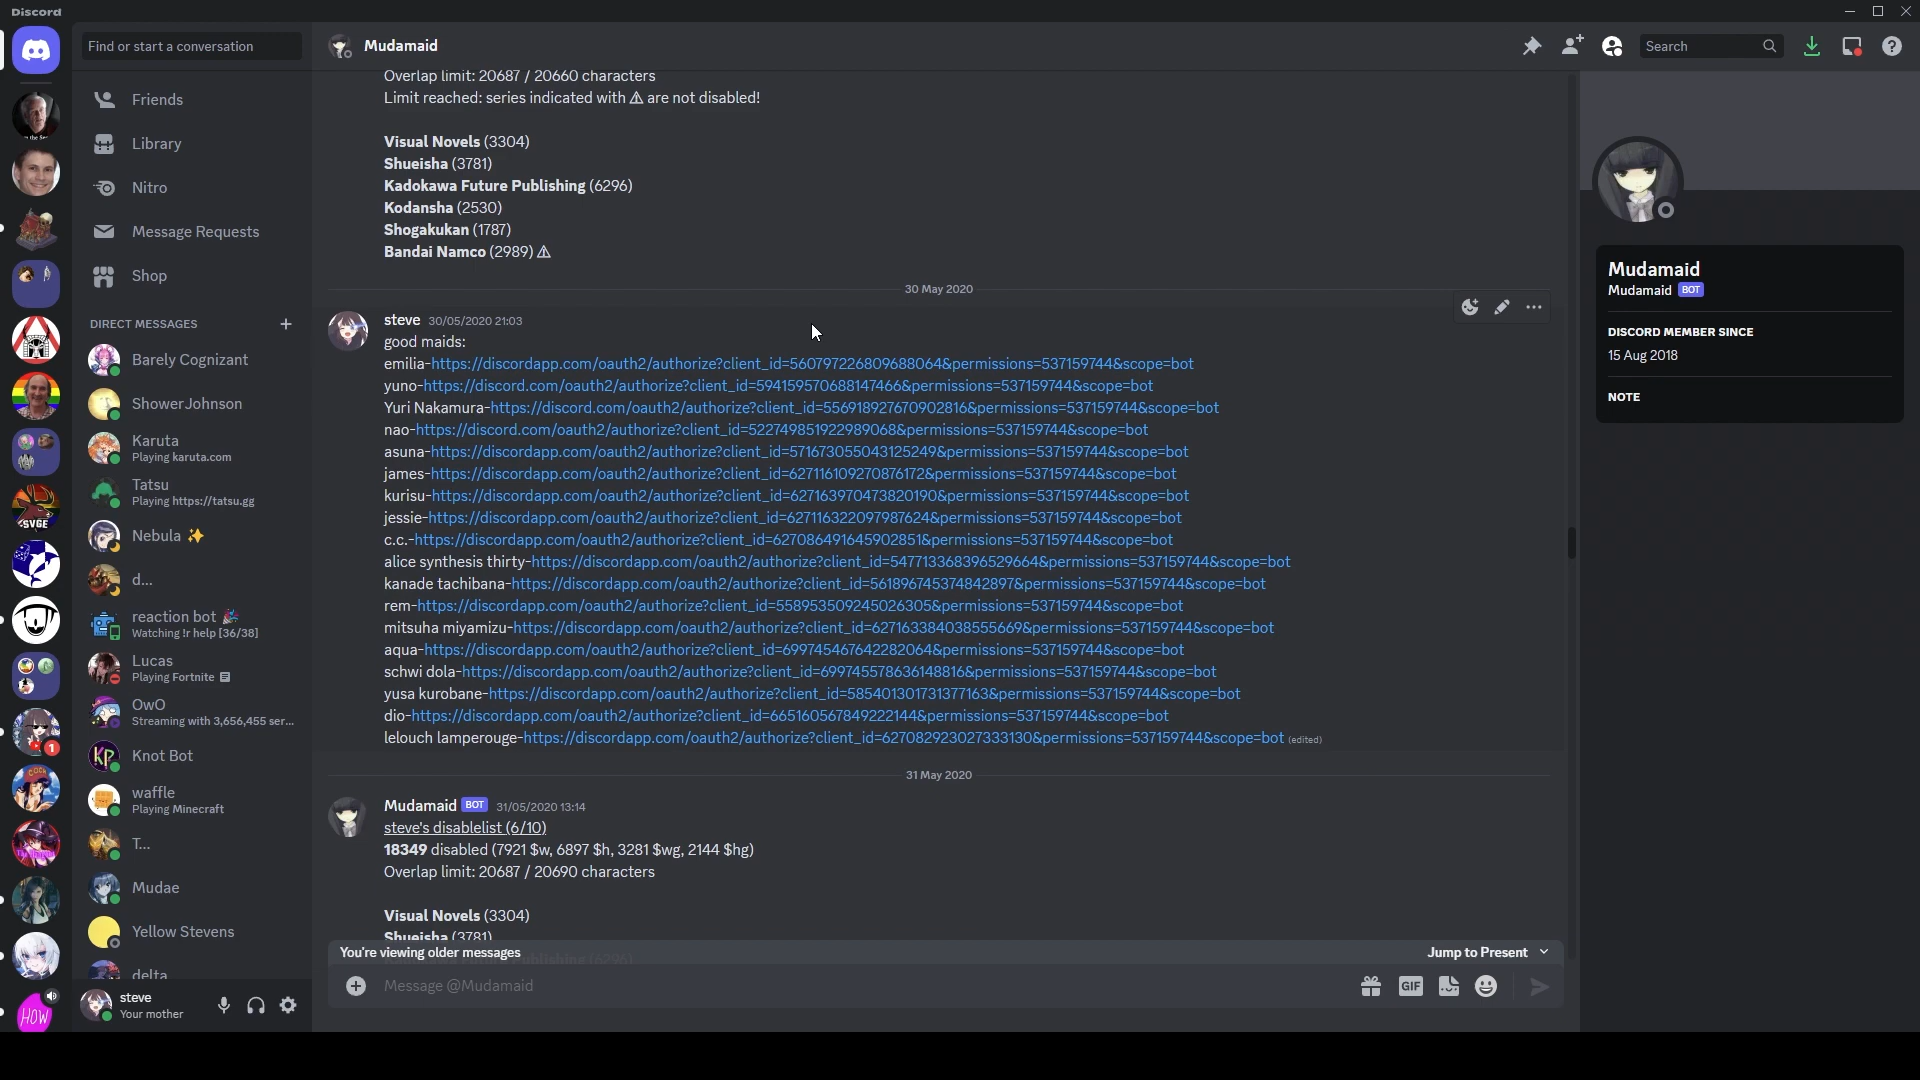 Discord
Find or start a conversation
Friends
Library
Nitro
Message Requests
Shop
DIRECT MESSAGES
Barely Cognizant
ShowerJohnson
Karuta
Playing karuta.com
Tatsu
Playing https://tatsu.gg
Nebula ✨
d...
reaction bot 🎉
Watching !r help [36/38]
Lucas
Playing Fortnite
OwO
Streaming with 3,656,455 ser...
Knot Bot
waffle
Playing Minecraft
T...
Mudae
Yellow Stevens
delta
steve
Your mother
SVGE
HOW
1
Mudamaid
Search
Overlap limit: 20687 / 20660 characters
Limit reached: series indicated with ⚠ are not disabled!
Visual Novels (3304)
Shueisha (3781)
Kadokawa Future Publishing (6296)
Kodansha (2530)
Shogakukan (1787)
Bandai Namco (2989) ⚠
30 May 2020
steve 30/05/2020 21:03
good maids:
emilia-https://discordapp.com/oauth2/authorize?client_id=560797226809688064&permissions=537159744&scope=bot
yuno-https://discord.com/oauth2/authorize?client_id=594159570688147466&permissions=537159744&scope=bot
Yuri Nakamura-https://discord.com/oauth2/authorize?client_id=556918927670902816&permissions=537159744&scope=bot
nao-https://discord.com/oauth2/authorize?client_id=522749851922989068&permissions=537159744&scope=bot
asuna-https://discordapp.com/oauth2/authorize?client_id=571673055043125249&permissions=537159744&scope=bot
james-https://discordapp.com/oauth2/authorize?client_id=627116109270876172&permissions=537159744&scope=bot
kurisu-https://discordapp.com/oauth2/authorize?client_id=627163970473820190&permissions=537159744&scope=bot
jessie-https://discordapp.com/oauth2/authorize?client_id=627116322097987624&permissions=537159744&scope=bot
c.c.-https://discordapp.com/oauth2/authorize?client_id=627086491645902851&permissions=537159744&scope=bot
alice synthesis thirty-https://discordapp.com/oauth2/authorize?client_id=547713368396529664&permissions=537159744&scope=bot
kanade tachibana-https://discordapp.com/oauth2/authorize?client_id=561896745374842897&permissions=537159744&scope=bot
rem-https://discordapp.com/oauth2/authorize?client_id=558953509245026305&permissions=537159744&scope=bot
mitsuha miyamizu-https://discordapp.com/oauth2/authorize?client_id=627163384038555669&permissions=537159744&scope=bot
aqua-https://discordapp.com/oauth2/authorize?client_id=699745467642282064&permissions=537159744&scope=bot
schwi dola-https://discordapp.com/oauth2/authorize?client_id=699745578636148816&permissions=537159744&scope=bot
yusa kurobane-https://discordapp.com/oauth2/authorize?client_id=585401301731377163&permissions=537159744&scope=bot
dio-https://discordapp.com/oauth2/authorize?client_id=665160567849222144&permissions=537159744&scope=bot
lelouch lamperouge-https://discordapp.com/oauth2/authorize?client_id=627082923027333130&permissions=537159744&scope=bot (edited)
31 May 2020
Mudamaid BOT 31/05/2020 13:14
steve's disablelist (6/10)
18349 disabled (7921 $w, 6897 $h, 3281 $wg, 2144 $hg)
Overlap limit: 20687 / 20690 characters
Visual Novels (3304)
Shueisha (3781)
You're viewing older messages
Jump to Present
Message @Mudamaid
GIF
Mudamaid
Mudamaid BOT
DISCORD MEMBER SINCE
15 Aug 2018
NOTE